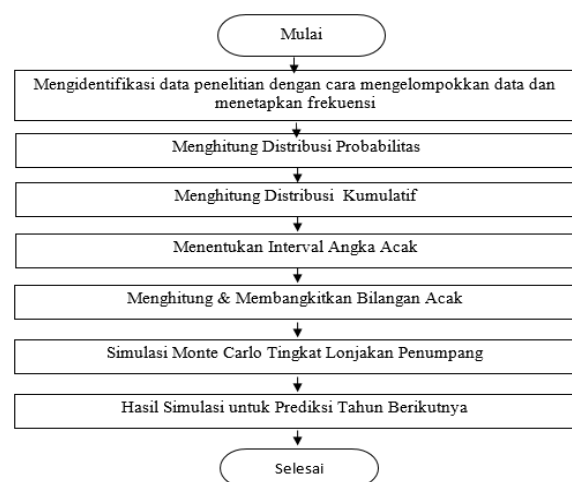 Mulai
Mengidentifikasi data penelitian dengan cara mengelompokkan data dan
menetapkan frekuensi
Menghitung Distribusi Probabilitas
Menghitung Distribusi Kumulatif
Menentukan Interval Angka Acak
Menghitung & Membangkitkan Bilangan Acak
Simulasi Monte Carlo Tingkat Lonjakan Penumpang
Hasil Simulasi untuk Prediksi Tahun Berikutnya
Selesai